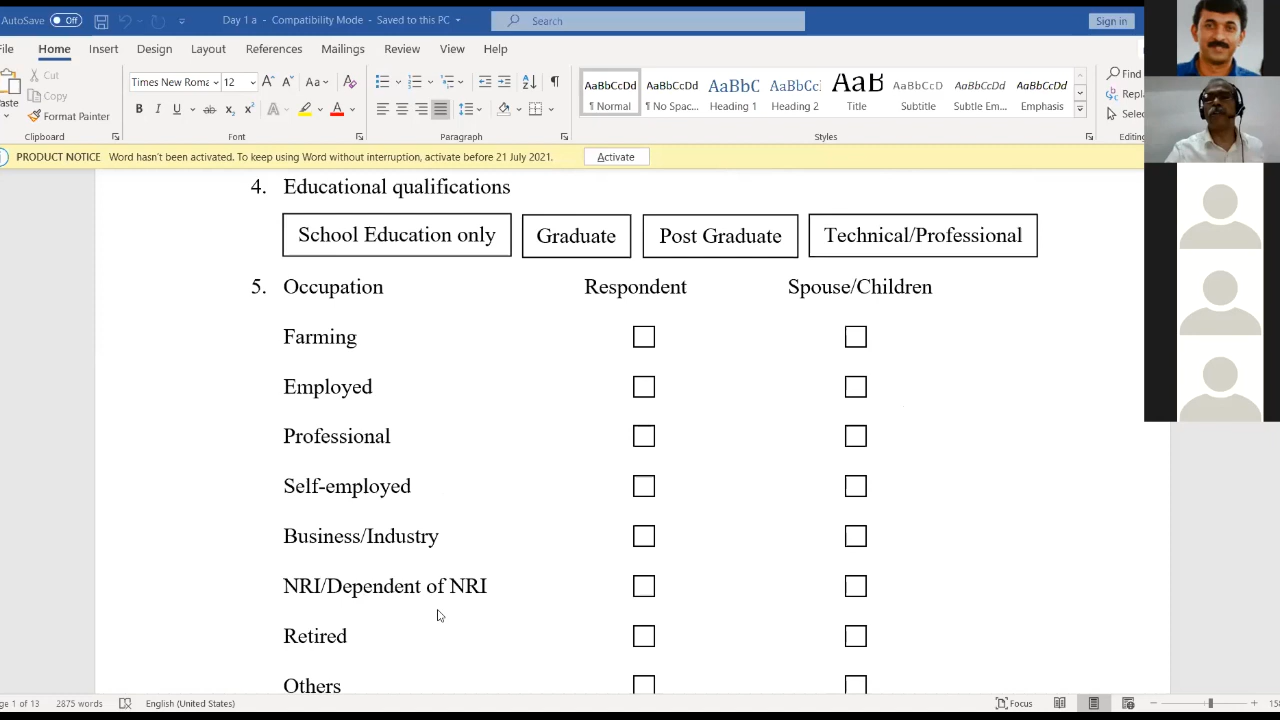 AutoSave Off Day 1 a - Compatibility Mode - Saved to this PC Search Sign in
File Home Insert Design Layout References Mailings Review View Help
Cut
Copy
Format Painter
Times New Roma 12
AaBbCcDd AaBbCcDd AaBbC AaBbCc AaB AaBbCcD AaBbCcDd AaBbCcDd
¶ Normal ¶ No Spac... Heading 1 Heading 2 Title Subtitle Subtle Em... Emphasis
Find
Clipboard Font Paragraph Styles Editing
PRODUCT NOTICE Word hasn't been activated. To keep using Word without interruption, activate before 21 July 2021. Activate
4. Educational qualifications
School Education only Graduate Post Graduate Technical/Professional
5. Occupation Respondent Spouse/Children
Farming
Employed
Professional
Self-employed
Business/Industry
NRI/Dependent of NRI
Retired
Others
ge 1 of 13 2875 words English (United States) Focus